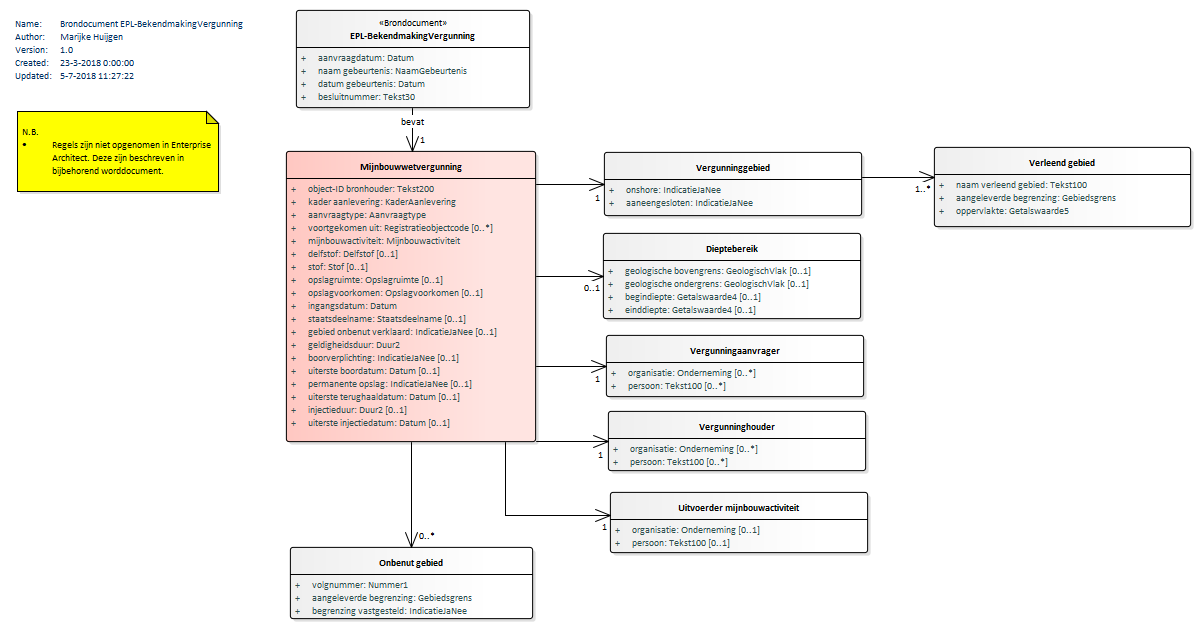 Name: Brondocument EPL-BekendmakingVergunning
Author: Marijke Huijgen
Version: 1.0
Created: 23-3-2018 0:00:00
Updated: 5-7-2018 11:27:22
N.B.
• Regels zijn niet opgenomen in Enterprise
Architect. Deze zijn beschreven in
bijbehorend worddocument.
«Brondocument»
EPL-BekendmakingVergunning
+ aanvraagdatum: Datum
+ naam gebeurtenis: NaamGebeurtenis
+ datum gebeurtenis: Datum
+ besluitnummer: Tekst30
bevat
1
Mijnbouwwetvergunning
+ object-ID bronhouder: Tekst200
+ kader aanlevering: KaderAanlevering
+ aanvraagtype: Aanvraagtype
+ voortgekomen uit: Registratieobjectcode [0..*]
+ mijnbouwactiviteit: Mijnbouwactiviteit
+ delfstof: Delfstof [0..1]
+ stof: Stof [0..1]
+ opslagruimte: Opslagruimte [0..1]
+ opslagvoorkomen: Opslagvoorkomen [0..1]
+ ingangsdatum: Datum
+ staatsdeelname: Staatsdeelname [0..1]
+ gebied onbenut verklaard: IndicatieJaNee [0..1]
+ geldigheidsduur: Duur2
+ boorverplichting: IndicatieJaNee [0..1]
+ uiterste boordatum: Datum [0..1]
+ permanente opslag: IndicatieJaNee [0..1]
+ uiterste terughaaldatum: Datum [0..1]
+ injectieduur: Duur2 [0..1]
+ uiterste injectiedatum: Datum [0..1]
1
Vergunninggebied
+ onshore: IndicatieJaNee
+ aaneengesloten: IndicatieJaNee
1..*
Verleend gebied
+ naam verleend gebied: Tekst100
+ aangeleverde begrenzing: Gebiedsgrens
+ oppervlakte: Getalswaarde5
0..1
Dieptebereik
+ geologische bovengrens: GeologischVlak [0..1]
+ geologische ondergrens: GeologischVlak [0..1]
+ begindiepte: Getalswaarde4 [0..1]
+ einddiepte: Getalswaarde4 [0..1]
1
Vergunningaanvrager
+ organisatie: Onderneming [0..*]
+ persoon: Tekst100 [0..*]
1
Vergunninghouder
+ organisatie: Onderneming [0..*]
+ persoon: Tekst100 [0..*]
1
Uitvoerder mijnbouwactiviteit
+ organisatie: Onderneming [0..1]
+ persoon: Tekst100 [0..1]
0..*
Onbenut gebied
+ volgnummer: Nummer1
+ aangeleverde begrenzing: Gebiedsgrens
+ begrenzing vastgesteld: IndicatieJaNee